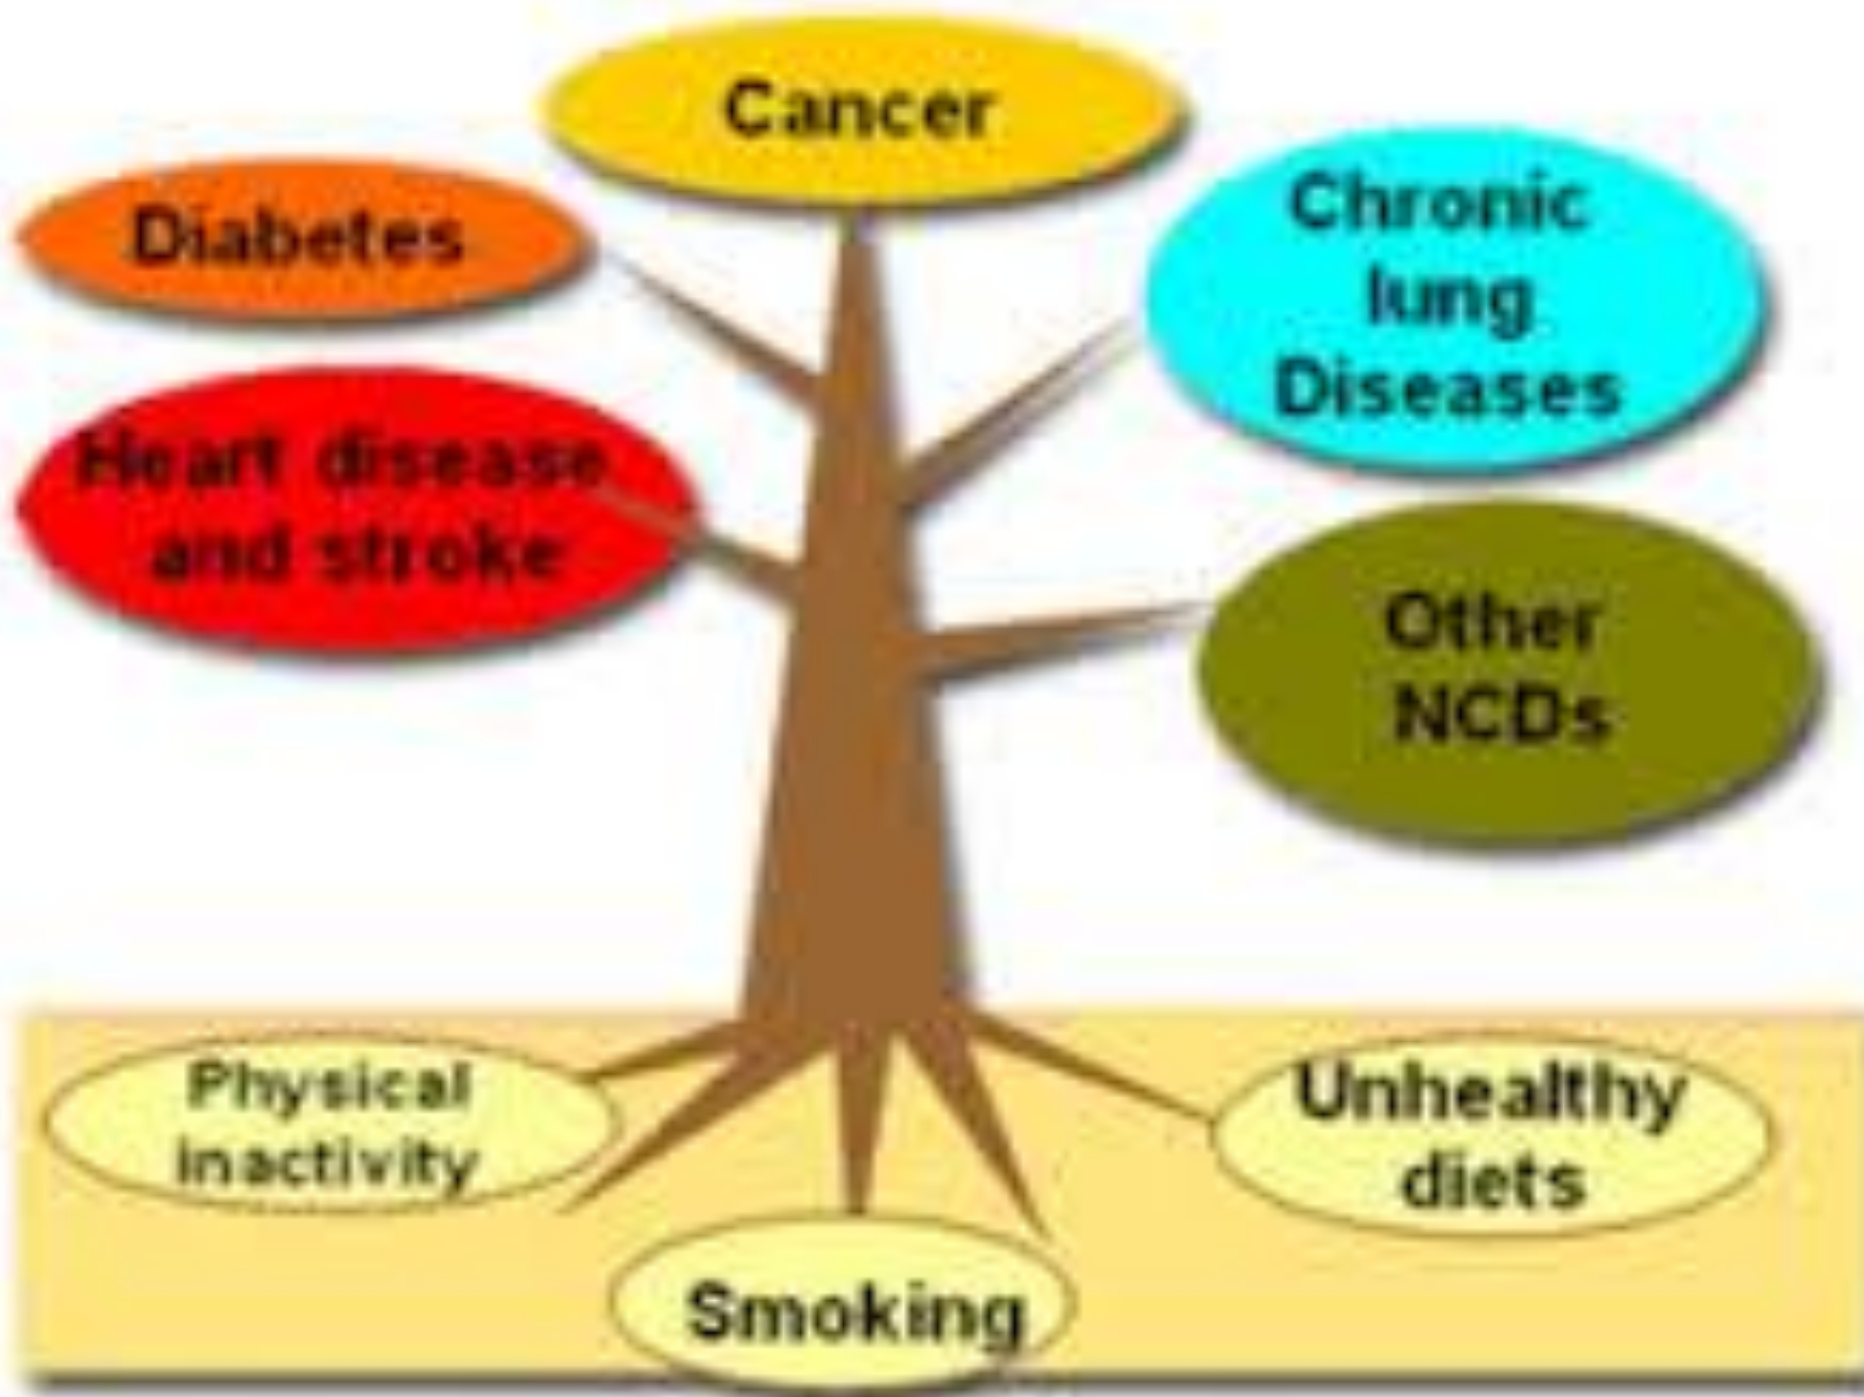 Cancer
Diabetes
Chronic
lung
Diseases
Heart disease
and stroke
Other
NCDs
Physical
inactivity
Unhealthy
diets
Smoking